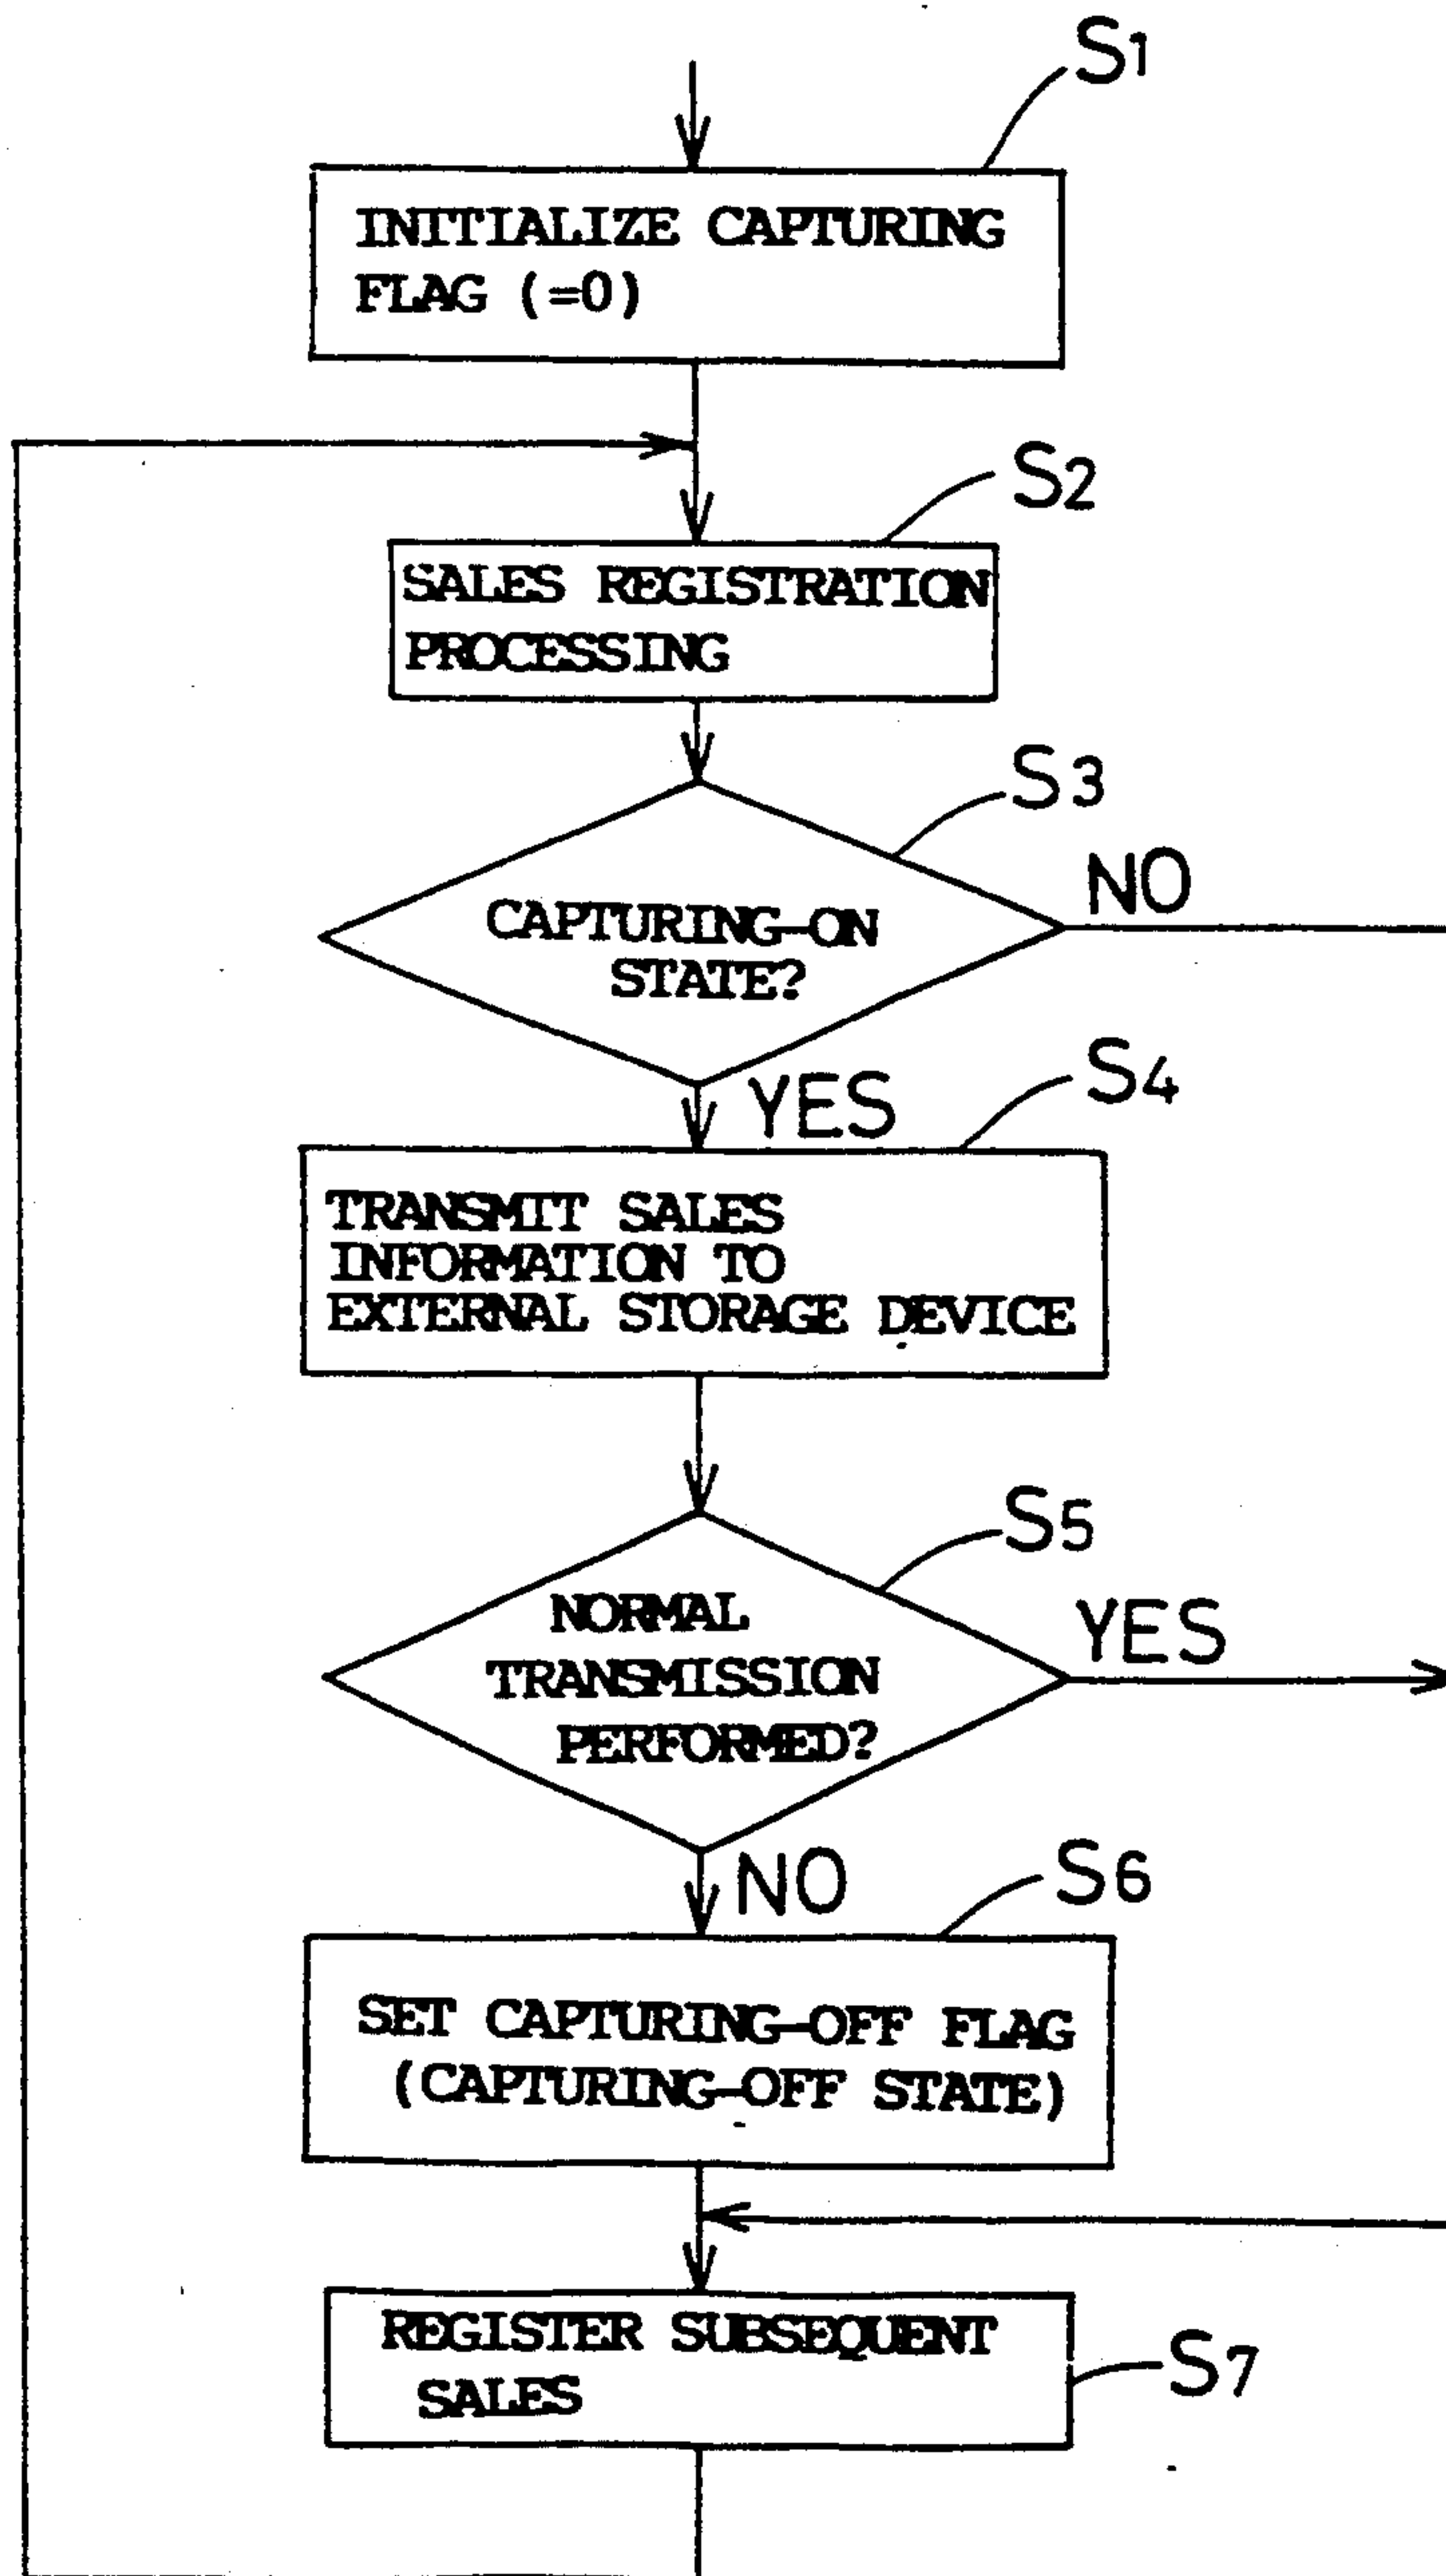 S1
INITIALIZE CAPTURING
FLAG (=0)
S2
SALES REGISTRATION
PROCESSING
S3
NO
CAPTURING-ON
STATE?
YES
S4
TRANSMIT SALES
INFORMATION TO
EXTERNAL STORAGE DEVICE
S5
NORMAL
YES
TRANSMISSION
PERFORMED?
NO
S6
SET CAPTURING-OFF FLAG
(CAPTURING-OFF STATE)
REGISTER SUBSEQUENT
SALES
S7